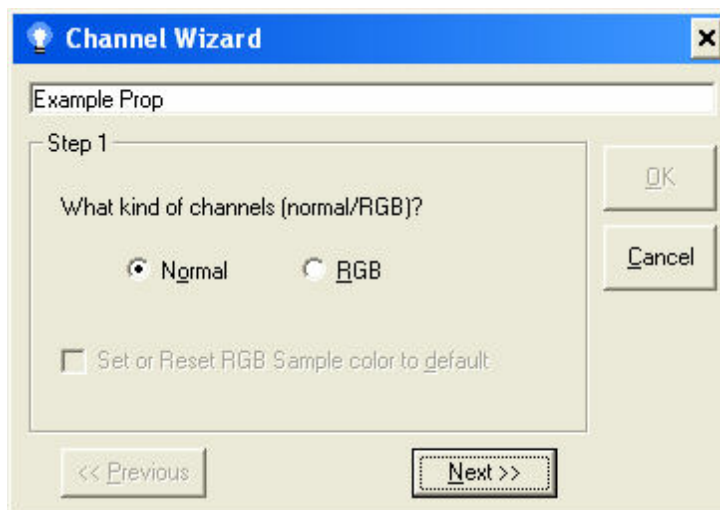 Channel Wizard
Example Prop
Step 1
OK
What kind of channels (normal/RGB)?
Normal RGB
Cancel
Set or Reset RGB Sample color to default
<< Previous Next >>